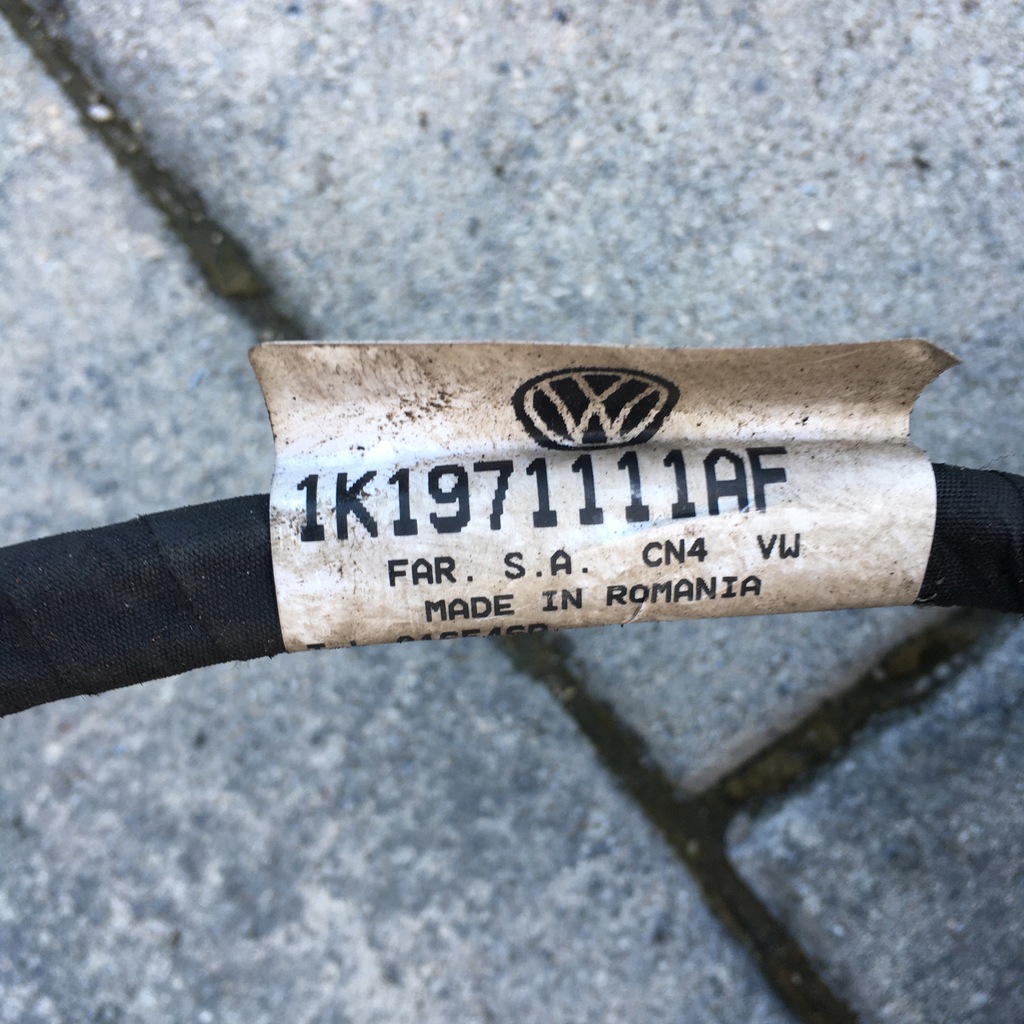 1K1971111AF
FAR. S.A. CN4 VW
MADE IN ROMANIA